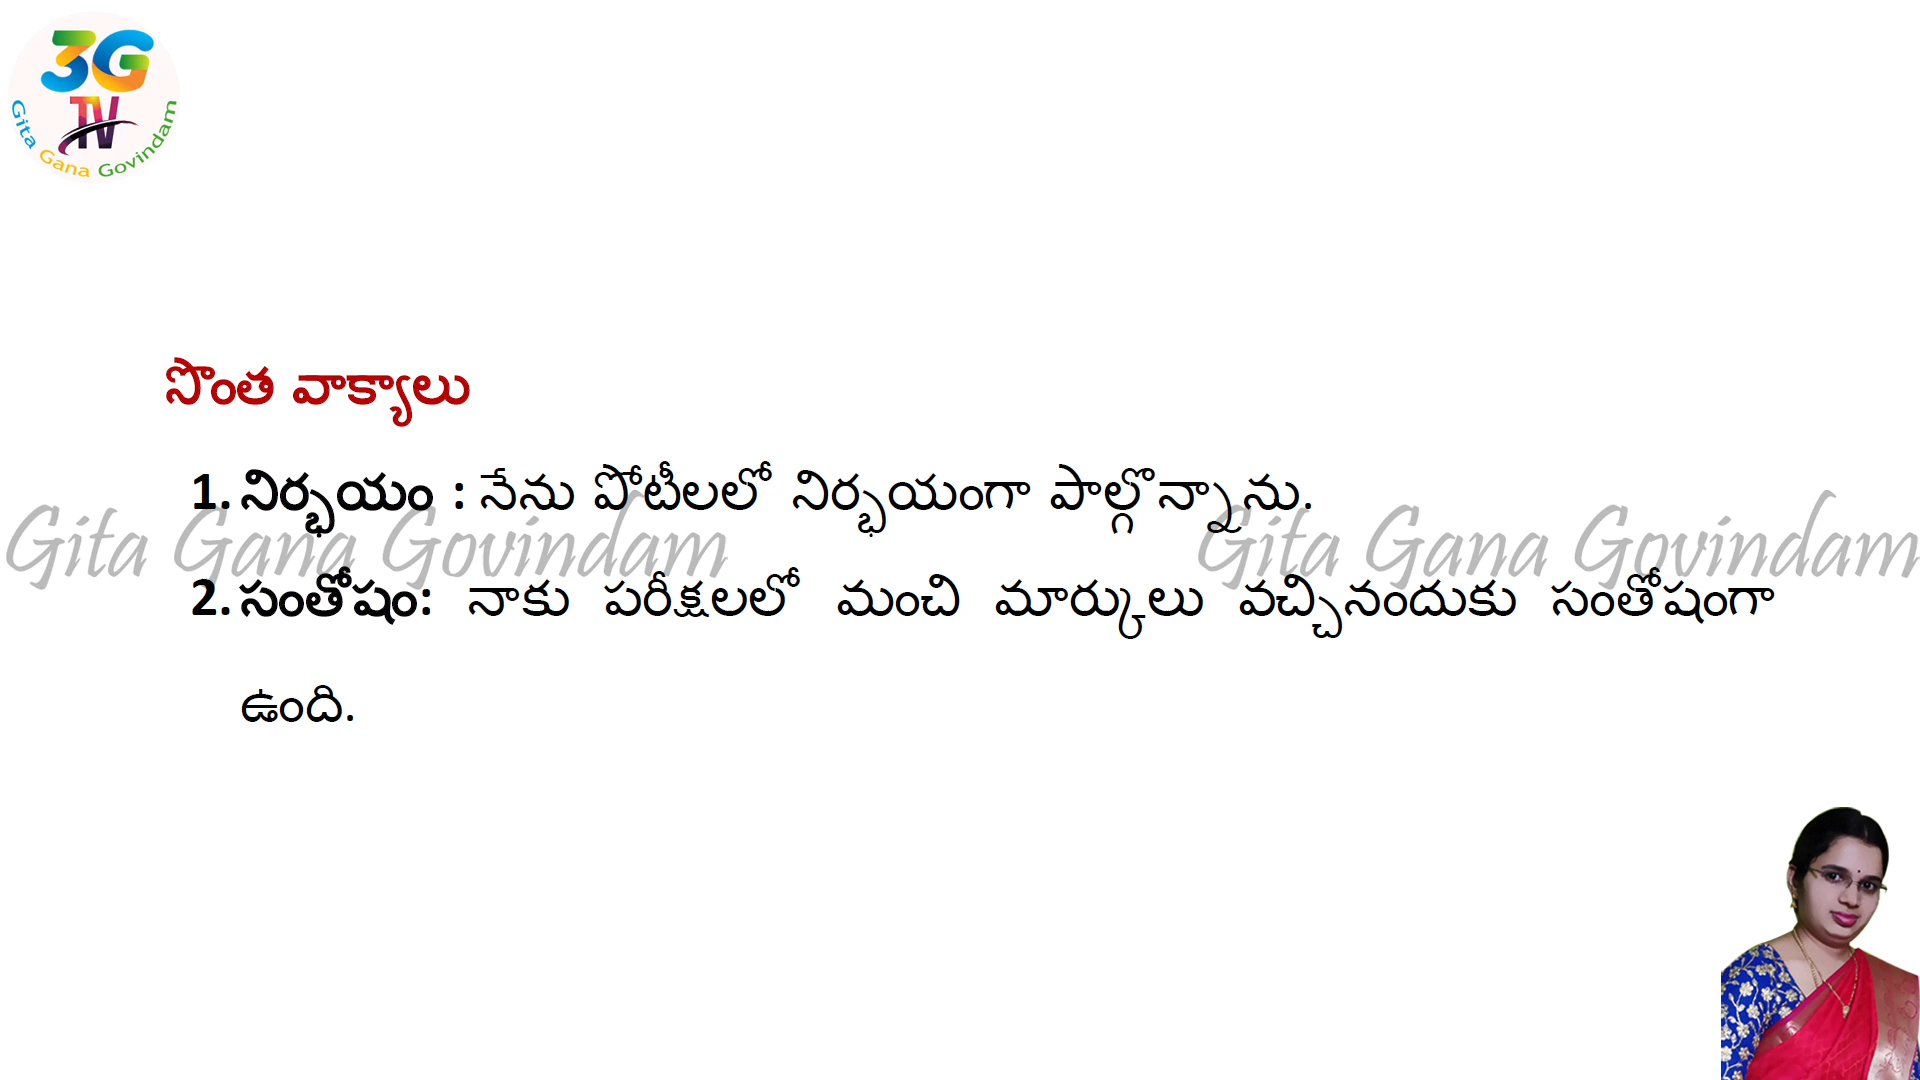 3G
TV
Gita Gana Govindam
సొంత వాక్యాలు
1. నిర్భయం : నేను పోటీలలో నిర్భయంగా పాల్గొన్నాను.
Gita Gana Govindam Gita Gana Govindam
2. సంతోషం: నాకు పరీక్షలలో మంచి మార్కులు వచ్చినందుకు సంతోషంగా
ఉంది.